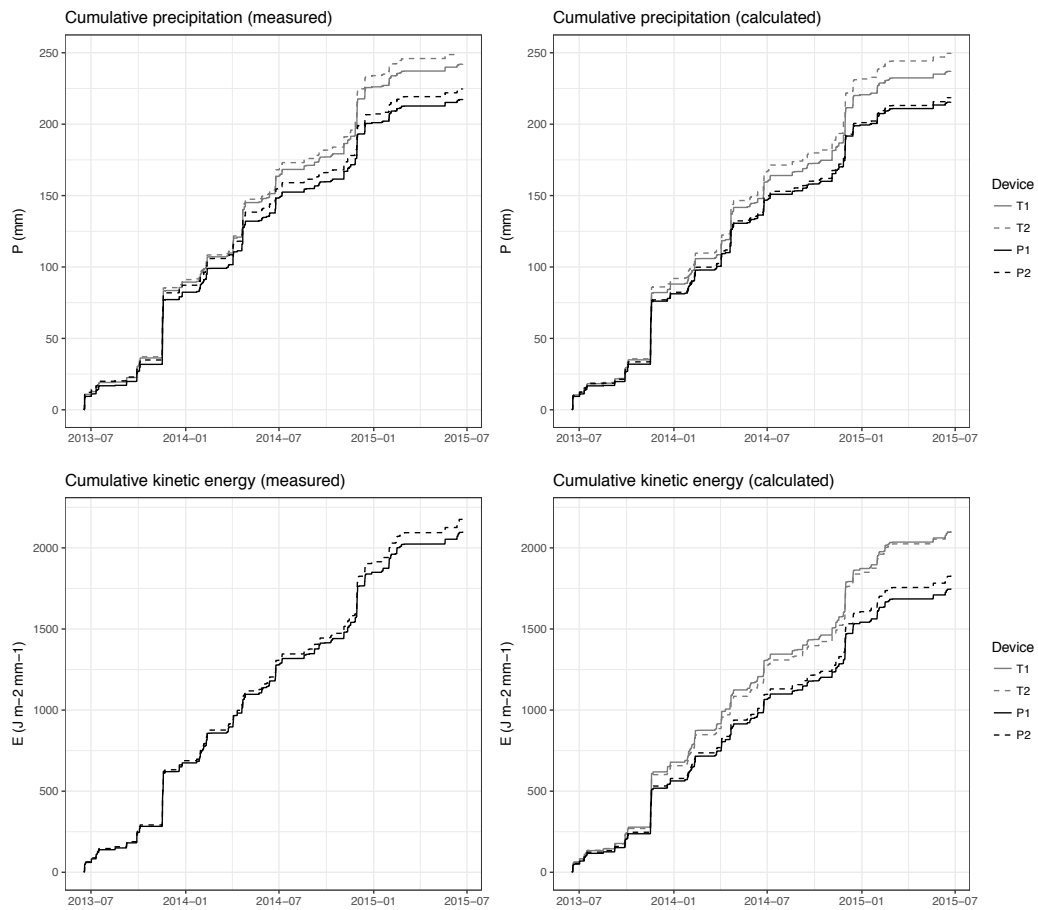 Cumulative precipitation (measured)
Cumulative precipitation (calculated)
P (mm)
250
200
150
100
50
0
2013−07
2014−01
2014−07
2015−01
2015−07
P (mm)
250
200
150
100
50
0
2013−07
2014−01
2014−07
2015−01
2015−07
Device
T1
T2
P1
P2
Cumulative kinetic energy (measured)
Cumulative kinetic energy (calculated)
E (J m−2 mm−1)
2000
1500
1000
500
0
2013−07
2014−01
2014−07
2015−01
2015−07
E (J m−2 mm−1)
2000
1500
1000
500
0
2013−07
2014−01
2014−07
2015−01
2015−07
Device
T1
T2
P1
P2